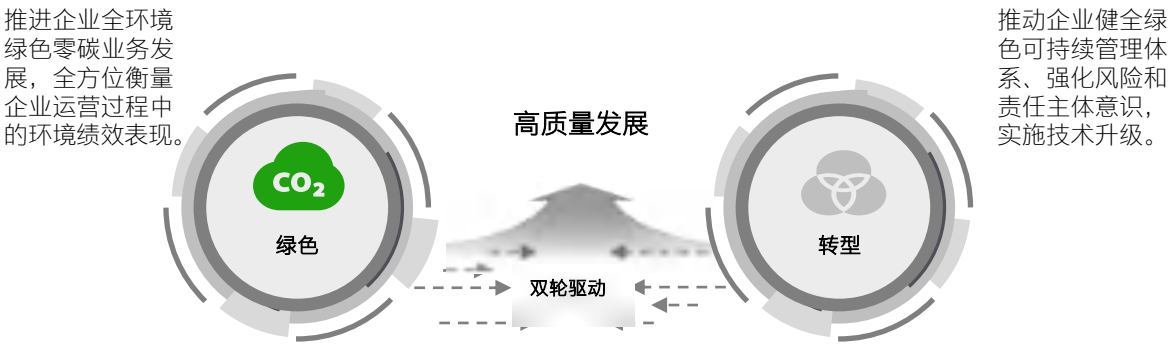 推进企业全环境
绿色零碳业务发
展，全方位衡量
企业运营过程中
的环境绩效表现。
CO₂
绿色
高质量发展
双轮驱动
转型
推动企业健全绿
色可持续管理体
系、强化风险和
责任主体意识，
实施技术升级。